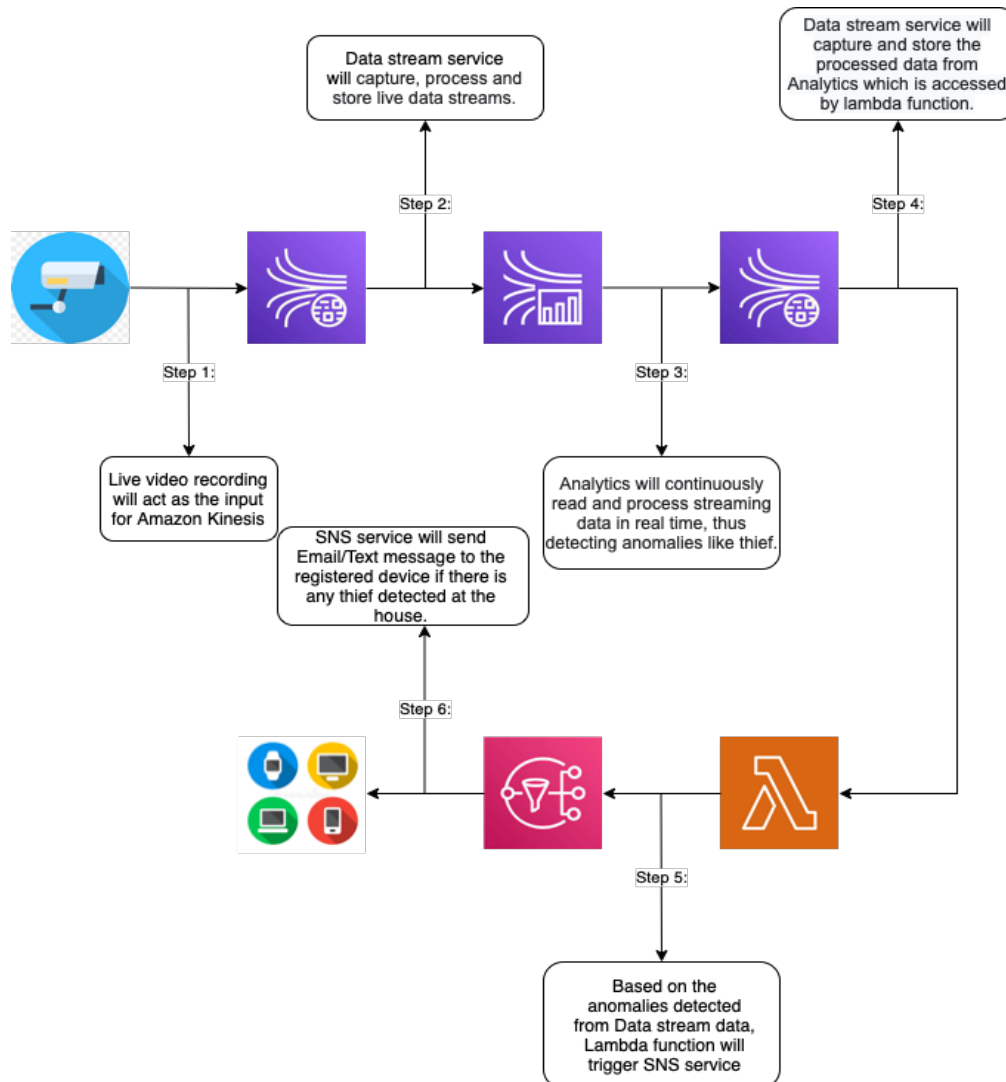 Data stream service
will capture, process and
store live data streams.
Data stream service will
capture and store the
processed data from
Analytics which is accessed
by lambda function.
Step 2:
Step 4:
Step 1:
Step 3:
Live video recording
will act as the input
for Amazon Kinesis
Analytics will continuously
read and process streaming
data in real time, thus
detecting anomalies like thief.
SNS service will send
Email/Text message to the
registered device if there is
any thief detected at the
house.
Step 6:
Step 5:
Based on the
anomalies detected
from Data stream data,
Lambda function will
trigger SNS service